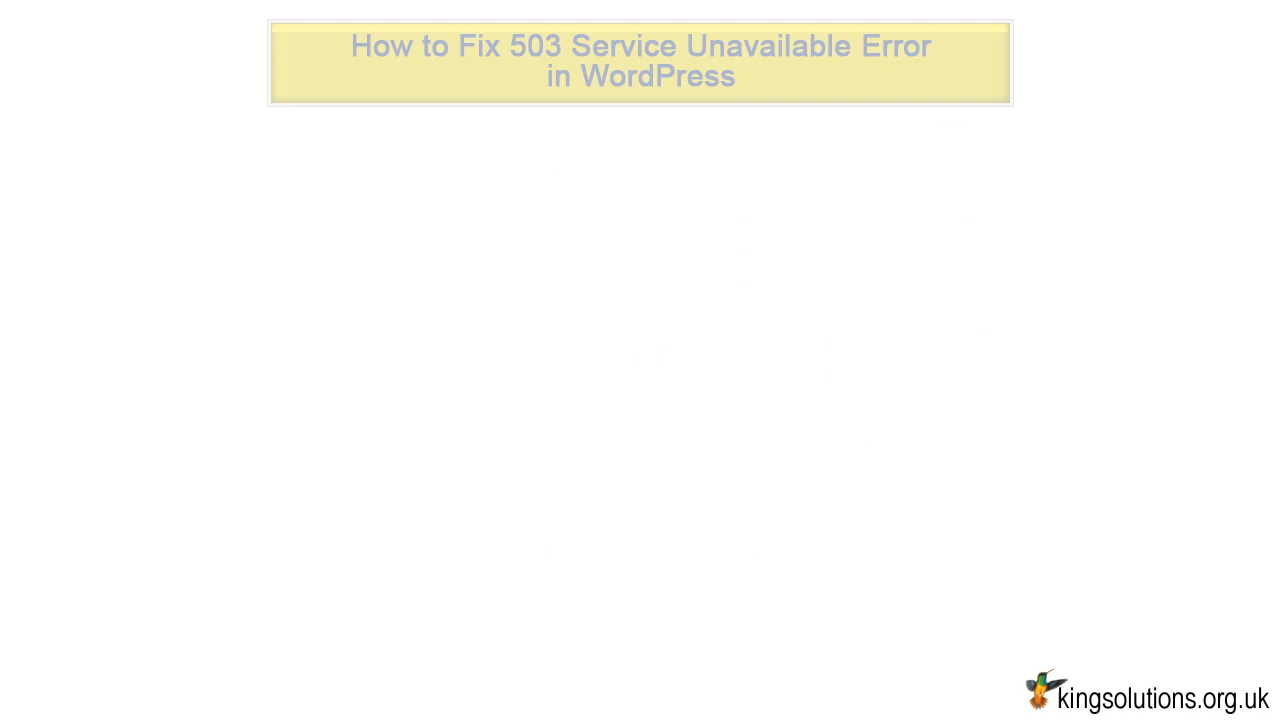 How to Fix 503 Service Unavailable Error
in WordPress
kingsolutions.org.uk